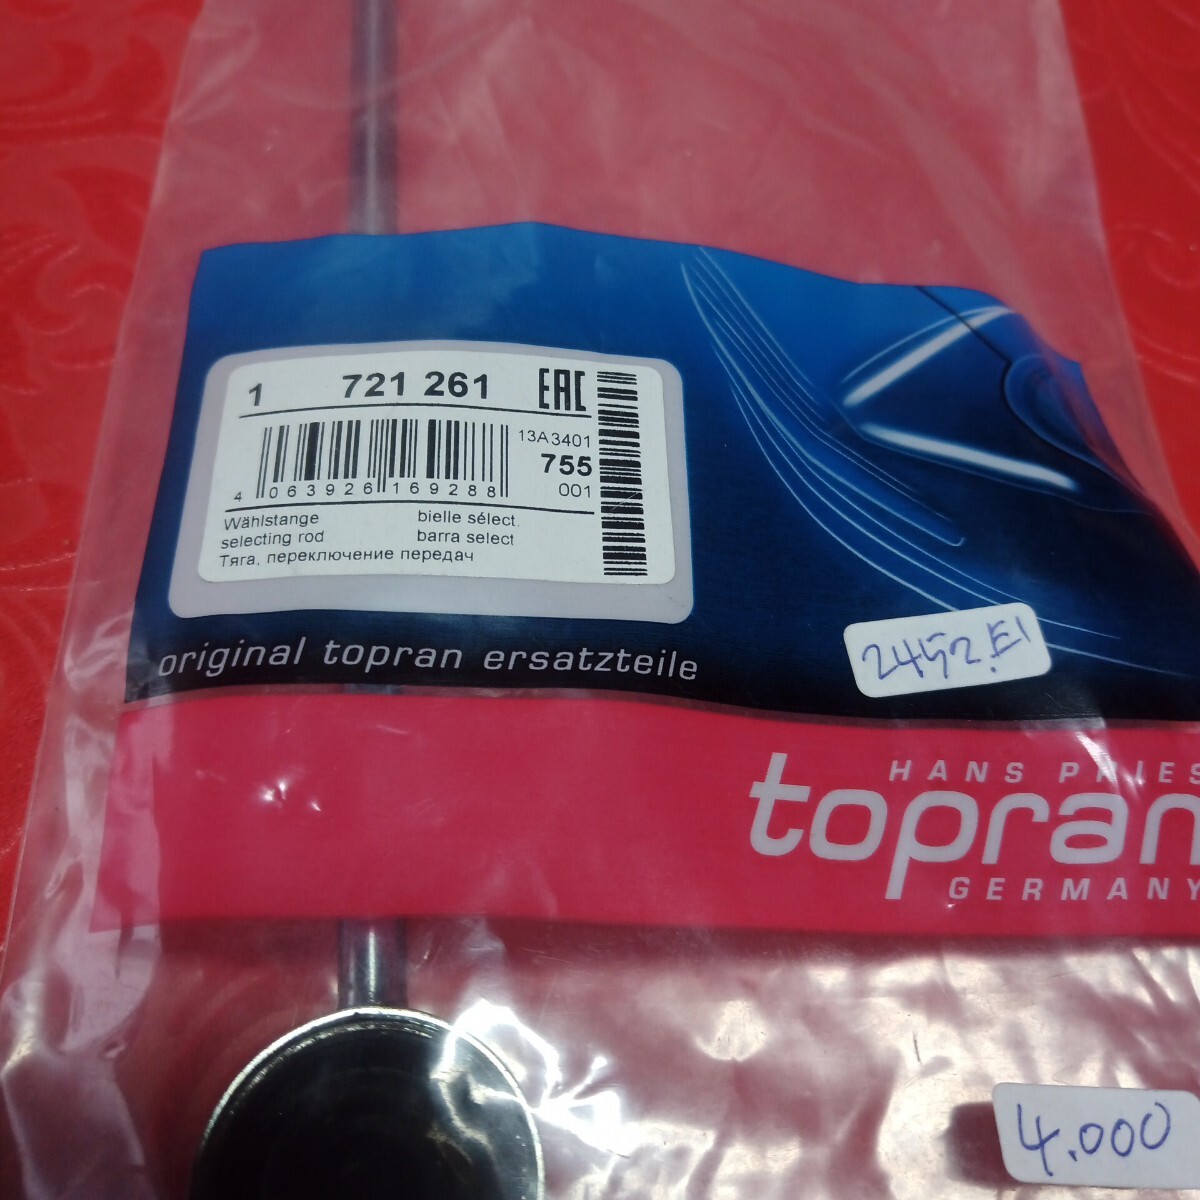 1 721 261 EAC
13A3401
755
001
4 063926 169288
Wählstange bielle sélect.
selecting rod barra select
Тяга, переключение передач
original topran ersatzteile
2452.E1
HANS PRIES
topran
GERMANY
4.000